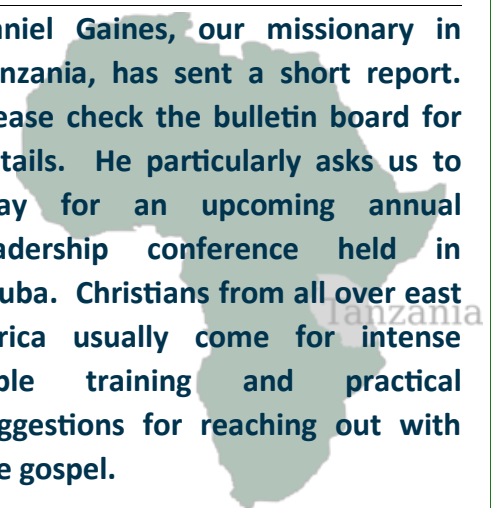 niel Gaines, our missionary in
nzania, has sent a short report.
ease check the bulletin board for
tails. He particularly asks us to
ay for an upcoming annual
adership conference held in
uba. Christians from all over east
rica usually come for intense
ble training and practical
ggestions for reaching out with
e gospel.
Tanzania